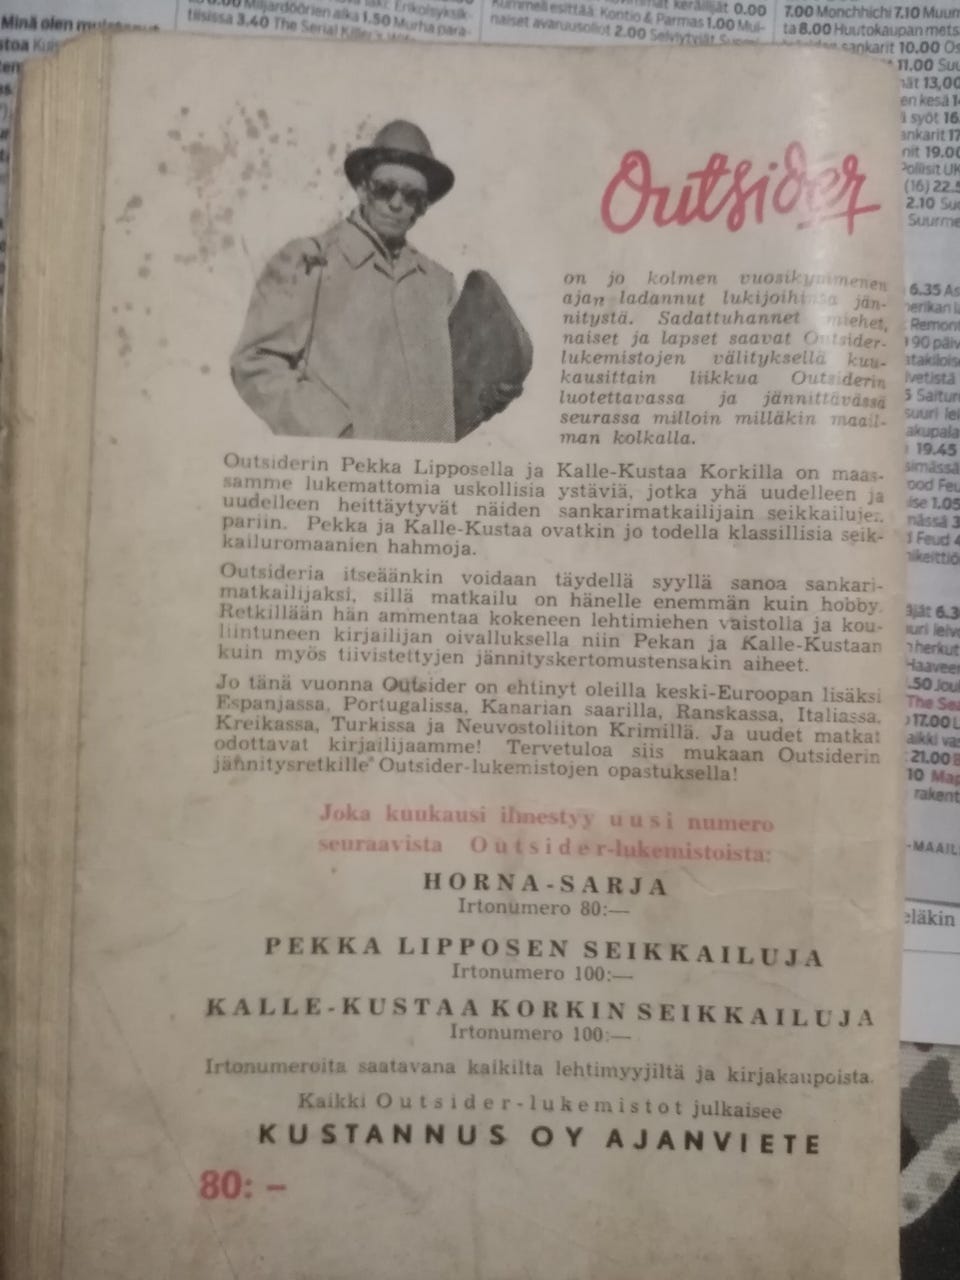 Outsider
on jo kolmen vuosikymmenen
ajan ladannut lukijoihinsa jän-
nitystä. Sadattuhannet miehet,
naiset ja lapset saavat Outsider-
lukemistojen välityksellä kuu-
kausittain liikkua Outsiderin
luotettavassa ja jännittävässä
seurassa milloin milläkin maail-
man kolkalla.
Outsiderin Pekka Lipposella ja Kalle-Kustaa Korkilla on maas-
samme lukemattomia uskollisia ystäviä, jotka yhä uudelleen ja
uudelleen heittäytyvät näiden sankarimatkailijain seikkailujen
pariin. Pekka ja Kalle-Kustaa ovatkin jo todella klassillisia seik-
kailuromaanien hahmoja.
Outsideria itseäänkin voidaan täydellä syyllä sanoa sankari-
matkailijaksi, sillä matkailu on hänelle enemmän kuin hobby.
Retkillään hän ammentaa kokeneen lehtimiehen vaistolla ja kou-
liintuneen kirjailijan oivalluksella niin Pekan ja Kalle-Kustaan
kuin myös tiivistettyjen jännityskertomustensakin aiheet.
Jo tänä vuonna Outsider on ehtinyt oleilla keski-Euroopan lisäksi
Espanjassa, Portugalissa, Kanarian saarilla, Ranskassa, Italiassa,
Kreikassa, Turkissa ja Neuvostoliiton Krimillä. Ja uudet matkat
odottavat kirjailijaamme! Tervetuloa siis mukaan Outsiderin
jännitysretkille Outsider-lukemistojen opastuksella!
Joka kuukausi ilmestyy uusi numero
seuraavista Outsider-lukemistoista:
HORNA-SARJA
Irtonumero 80:—
PEKKA LIPPOSEN SEIKKAILUJA
Irtonumero 100:—
KALLE-KUSTAA KORKIN SEIKKAILUJA
Irtonumero 100:—
Irtonumeroita saatavana kaikilta lehtimyyjiltä ja kirjakaupoista.
Kaikki Outsider-lukemistot julkaisee
KUSTANNUS OY AJANVIETE
80: –